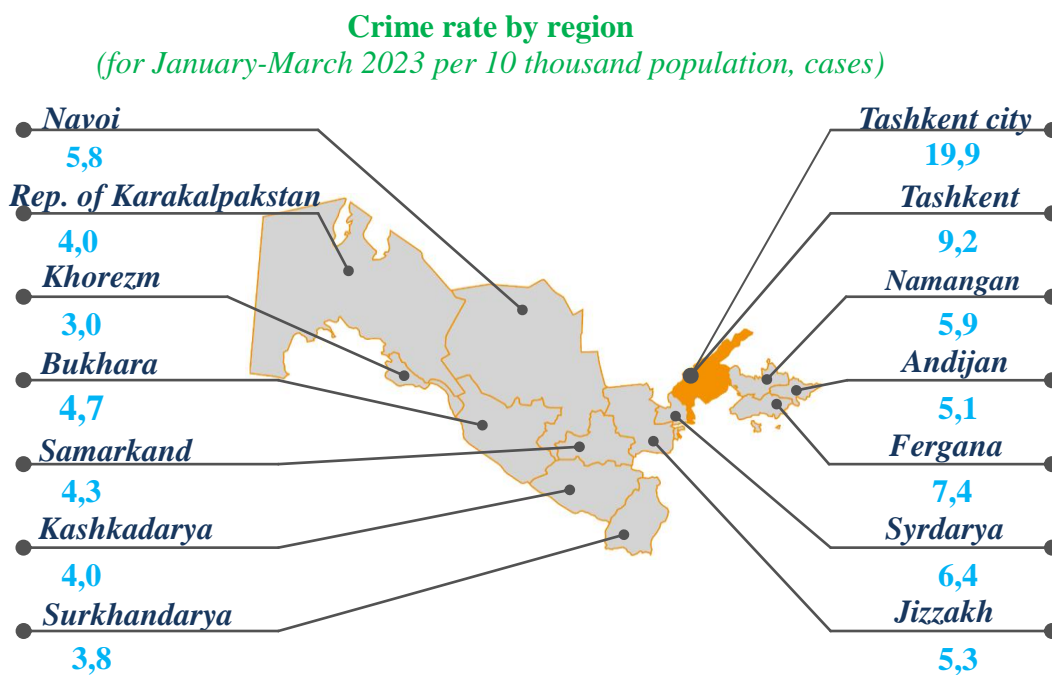 Crime rate by region
(for January-March 2023 per 10 thousand population, cases)
Navoi
5,8
Rep. of Karakalpakstan
4,0
Khorezm
3,0
Bukhara
4,7
Samarkand
4,3
Kashkadarya
4,0
Surkhandarya
3,8
Tashkent city
19,9
Tashkent
9,2
Namangan
5,9
Andijan
5,1
Fergana
7,4
Syrdarya
6,4
Jizzakh
5,3